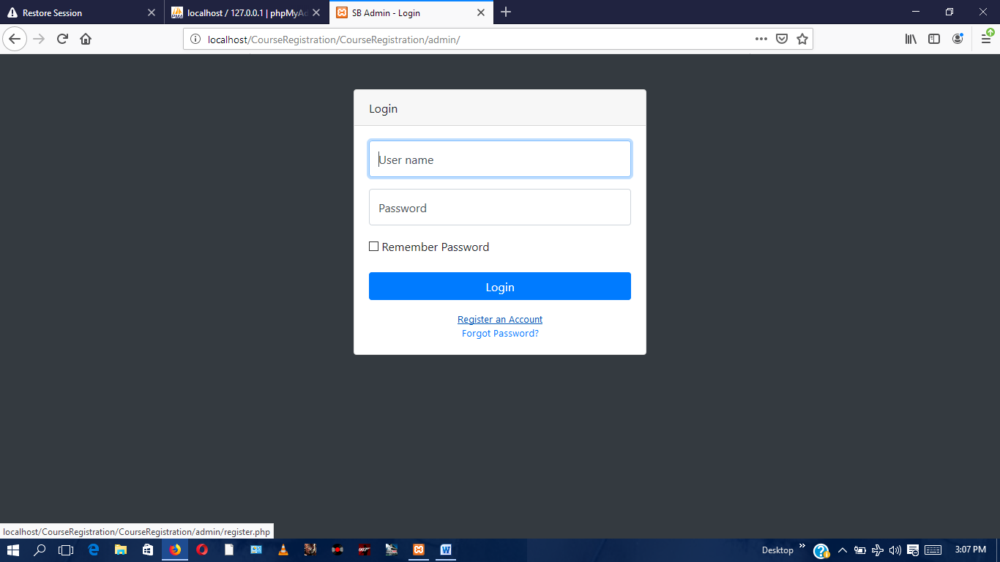 Restore Session
localhost / 127.0.0.1 | phpMyAd
SB Admin - Login
localhost/CourseRegistration/CourseRegistration/admin/
Login
User name
Password
Remember Password
Login
Register an Account
Forgot Password?
localhost/CourseRegistration/CourseRegistration/admin/register.php
Desktop
3:07 PM